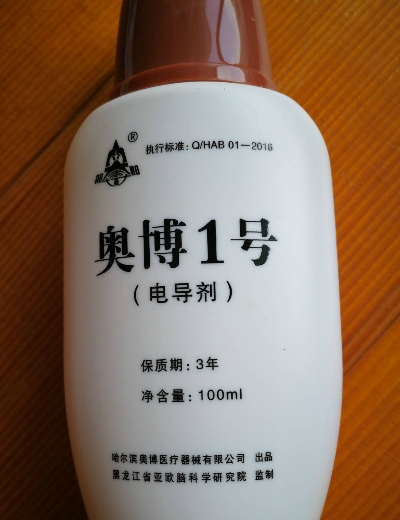 ®
执行标准:Q/HAB 01—2016
奥博1号
(电导剂)
保质期:3年
净含量:100ml
哈尔滨奥博医疗器械有限公司 出品
黑龙江省亚欧脑科学研究院 监制